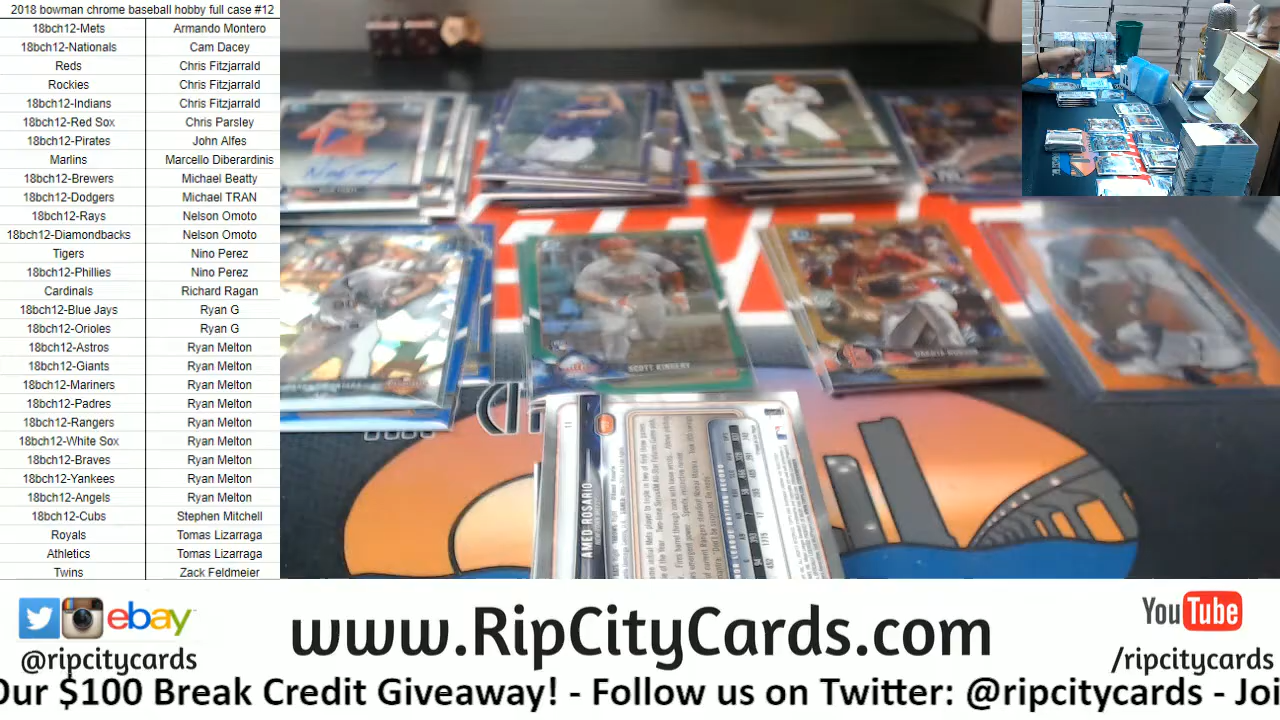 2018 bowman chrome baseball hobby full case #12
18bch12-Mets Armando Montero
18bch12-Nationals Cam Dacey
Reds Chris Fitzjarrald
Rockies Chris Fitzjarrald
18bch12-Indians Chris Fitzjarrald
18bch12-Red Sox Chris Parsley
18bch12-Pirates John Alfes
Marlins Marcello Diberardinis
18bch12-Brewers Michael Beatty
18bch12-Dodgers Michael TRAN
18bch12-Rays Nelson Omoto
18bch12-Diamondbacks Nelson Omoto
Tigers Nino Perez
18bch12-Phillies Nino Perez
Cardinals Richard Ragan
18bch12-Blue Jays Ryan G
18bch12-Orioles Ryan G
18bch12-Astros Ryan Melton
18bch12-Giants Ryan Melton
18bch12-Mariners Ryan Melton
18bch12-Padres Ryan Melton
18bch12-Rangers Ryan Melton
18bch12-White Sox Ryan Melton
18bch12-Braves Ryan Melton
18bch12-Yankees Ryan Melton
18bch12-Angels Ryan Melton
18bch12-Cubs Stephen Mitchell
Royals Tomas Lizarraga
Athletics Tomas Lizarraga
Twins Zack Feldmeier
SCOTT KINGERY
AMED ROSARIO
ebay
@ripcitycards
www.RipCityCards.com
YouTube
/ripcitycards
Our $100 Break Credit Giveaway! - Follow us on Twitter: @ripcitycards - Joi